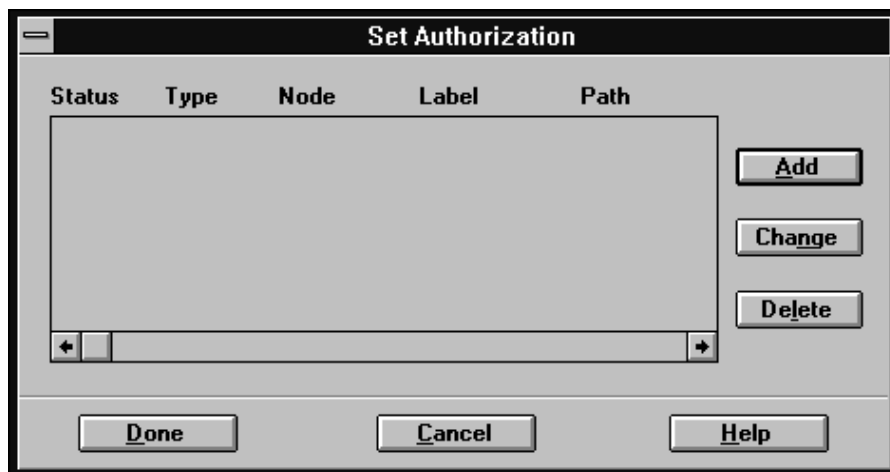 Set Authorization
Status Type Node Label Path
Add
Change
Delete
Done Cancel Help